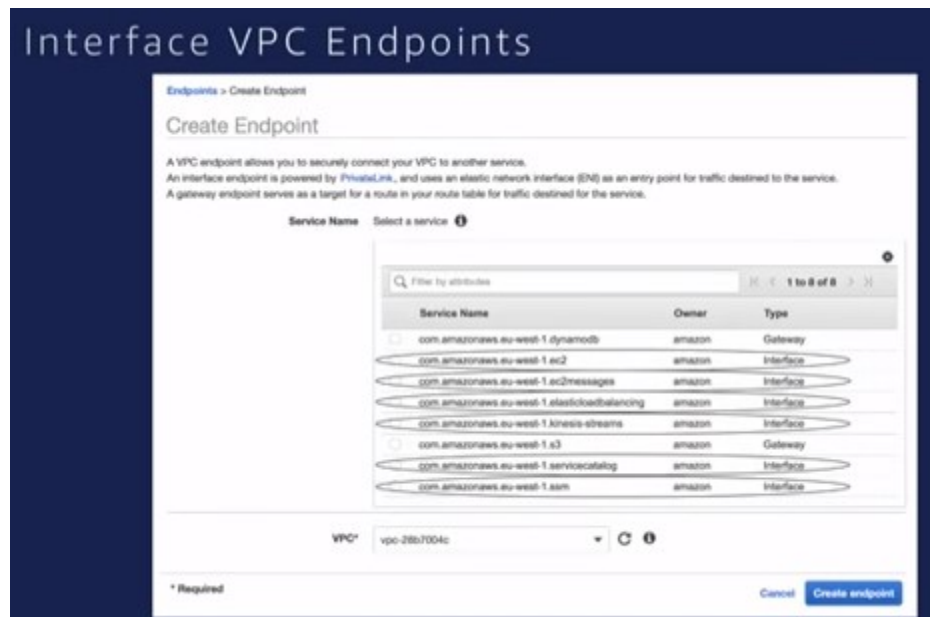 Interface VPC Endpoints
Endpoints > Create Endpoint
Create Endpoint
A VPC endpoint allows you to securely connect your VPC to another service.
An interface endpoint is powered by PrivateLink, and uses an elastic network interface (ENI) as an entry point for traffic destined to the service.
A gateway endpoint serves as a target for a route in your route table for traffic destined for the service.
Service Name Select a service
Filter by attributes 1 to 8 of 8
Service Name Owner Type
com.amazonaws.eu-west-1.dynamodb amazon Gateway
com.amazonaws.eu-west-1.ec2 amazon Interface
com.amazonaws.eu-west-1.ec2messages amazon Interface
com.amazonaws.eu-west-1.elasticloadbalancing amazon Interface
com.amazonaws.eu-west-1.kinesis-streams amazon Interface
com.amazonaws.eu-west-1.s3 amazon Gateway
com.amazonaws.eu-west-1.servicecatalog amazon Interface
com.amazonaws.eu-west-1.ssm amazon Interface
VPC* vpc-28b7004c
* Required Cancel Create endpoint